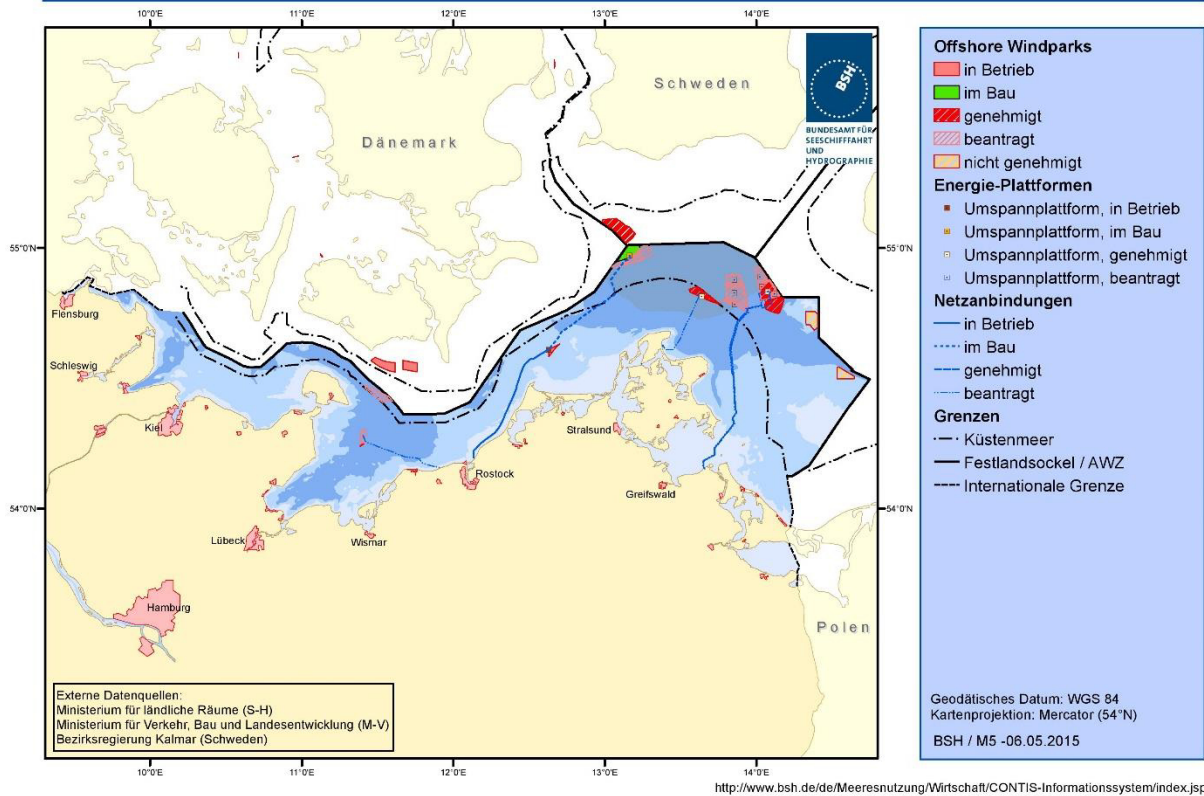 10°0'E 11°0'E 12°0'E 13°0'E 14°0'E
BSH
BUNDESAMT FÜR
SEESCHIFFFAHRT
UND
HYDROGRAPHIE
Schweden
Dänemark
55°0'N 55°0'N
Flensburg
Schleswig
Kiel
Stralsund
Rostock
Greifswald
54°0'N 54°0'N
Lübeck
Wismar
Hamburg
Polen
Externe Datenquellen:
Ministerium für ländliche Räume (S-H)
Ministerium für Verkehr, Bau und Landesentwicklung (M-V)
Bezirksregierung Kalmar (Schweden)
10°0'E 11°0'E 12°0'E 13°0'E 14°0'E
Offshore Windparks
in Betrieb
im Bau
genehmigt
beantragt
nicht genehmigt
Energie-Plattformen
Umspannplattform, in Betrieb
Umspannplattform, im Bau
Umspannplattform, genehmigt
Umspannplattform, beantragt
Netzanbindungen
in Betrieb
im Bau
genehmigt
beantragt
Grenzen
Küstenmeer
Festlandsockel / AWZ
Internationale Grenze
Geodätisches Datum: WGS 84
Kartenprojektion: Mercator (54°N)
BSH / M5 -06.05.2015
http://www.bsh.de/de/Meeresnutzung/Wirtschaft/CONTIS-Informationssystem/index.jsp